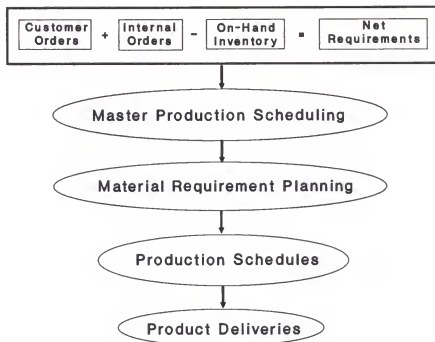 Customer Orders + Internal Orders - On-Hand Inventory = Net Requirements
Master Production Scheduling
Material Requirement Planning
Production Schedules
Product Deliveries